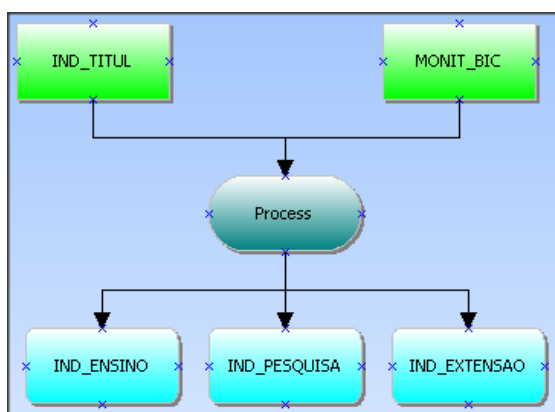 IND_TITUL
MONIT_BIC
Process
IND_ENSINO
IND_PESQUISA
IND_EXTENSAO